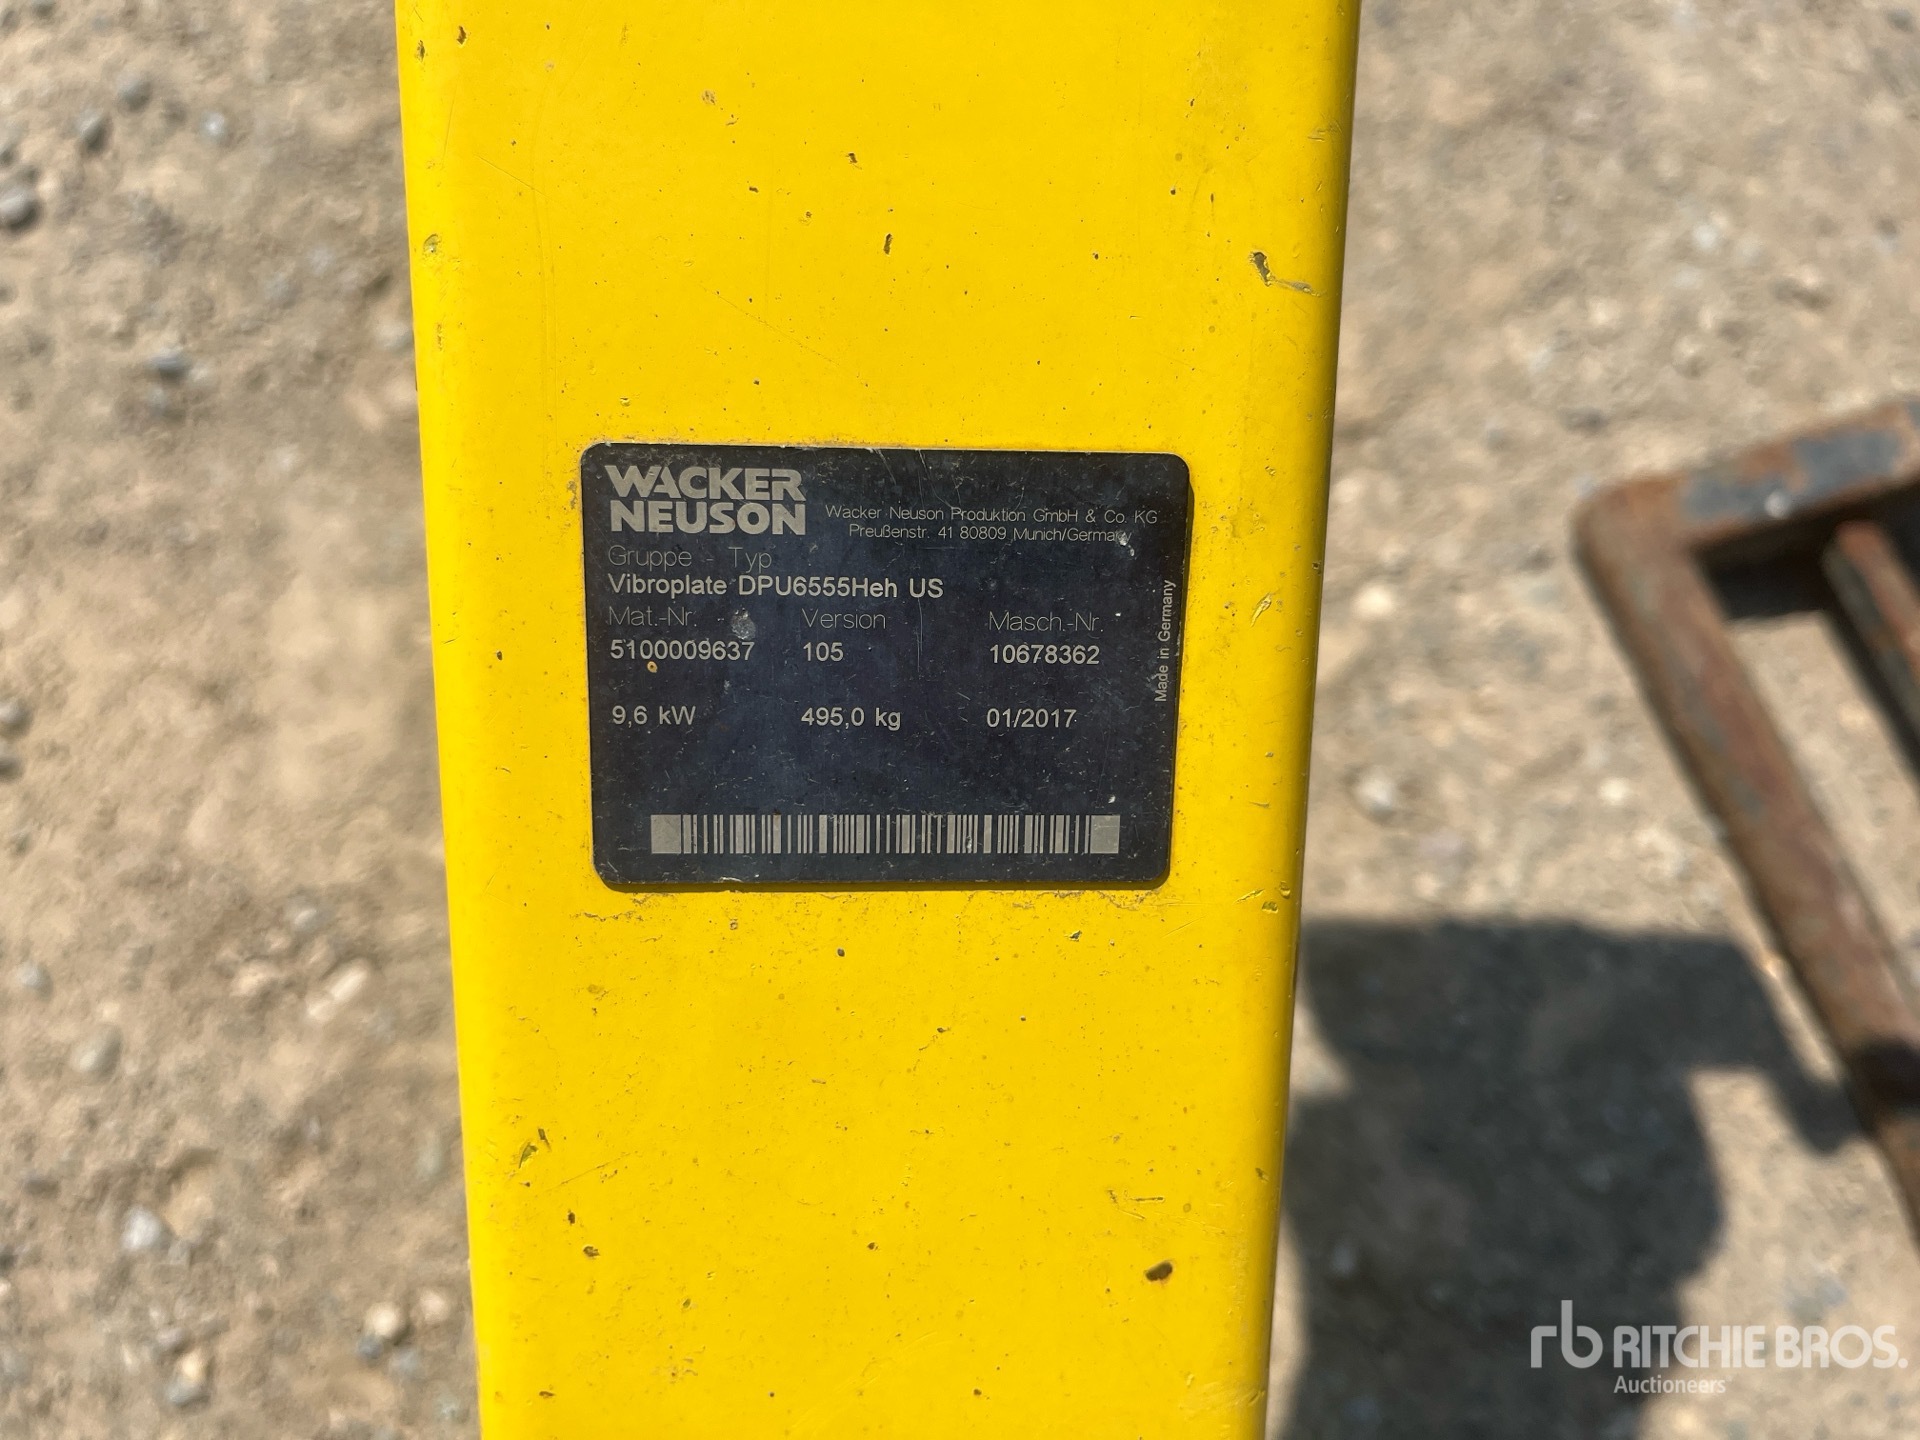 WACKER
NEUSON
Wacker Neuson Produktion GmbH & Co. KG
Preußenstr. 41 80809 Munich/Germany
Gruppe - Typ
Vibroplate DPU6555Heh US
Mat.-Nr. Version Masch.-Nr.
5100009637 105 10678362
9,6 kW 495,0 kg 01/2017
Made in Germany
rb RITCHIE BROS.
Auctioneers